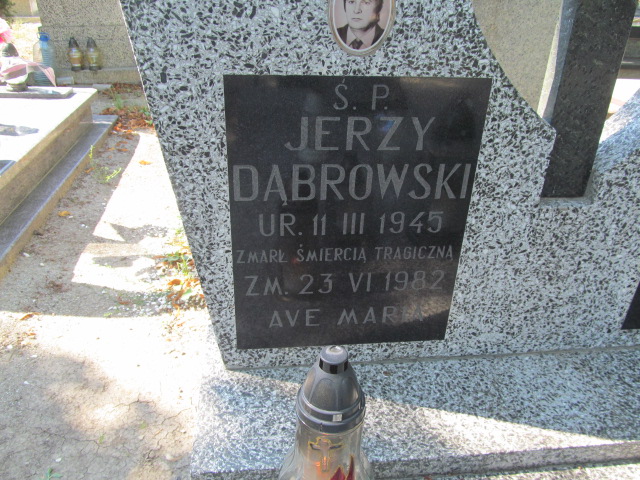 Ś. P.
JERZY
DĄBROWSKI
UR. 11 III 1945
ZMARŁ ŚMIERCIĄ TRAGICZNĄ
ZM. 23 VI 1982
AVE MARIA